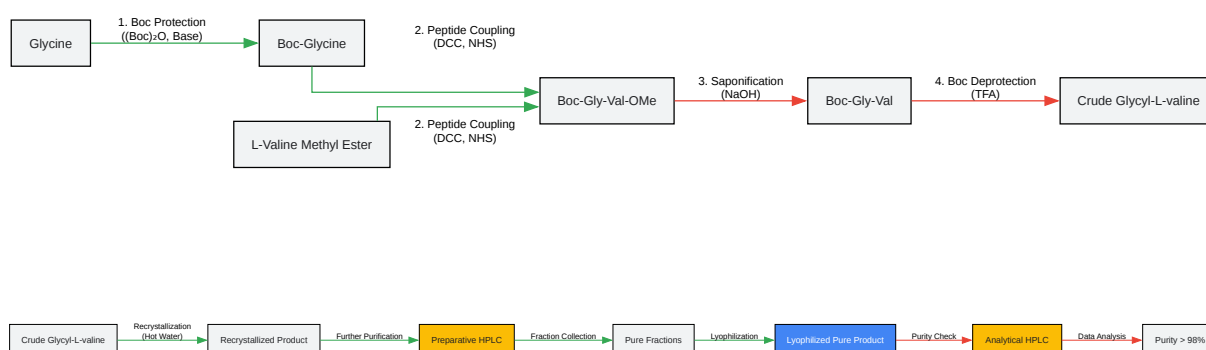 Glycine
1. Boc Protection
((Boc)₂O, Base)
Boc-Glycine
2. Peptide Coupling
(DCC, NHS)
L-Valine Methyl Ester
2. Peptide Coupling
(DCC, NHS)
Boc-Gly-Val-OMe
3. Saponification
(NaOH)
Boc-Gly-Val
4. Boc Deprotection
(TFA)
Crude Glycyl-L-valine
Crude Glycyl-L-valine
Recrystallization
(Hot Water)
Recrystallized Product
Further Purification
Preparative HPLC
Fraction Collection
Pure Fractions
Lyophilization
Lyophilized Pure Product
Purity Check
Analytical HPLC
Data Analysis
Purity > 98%